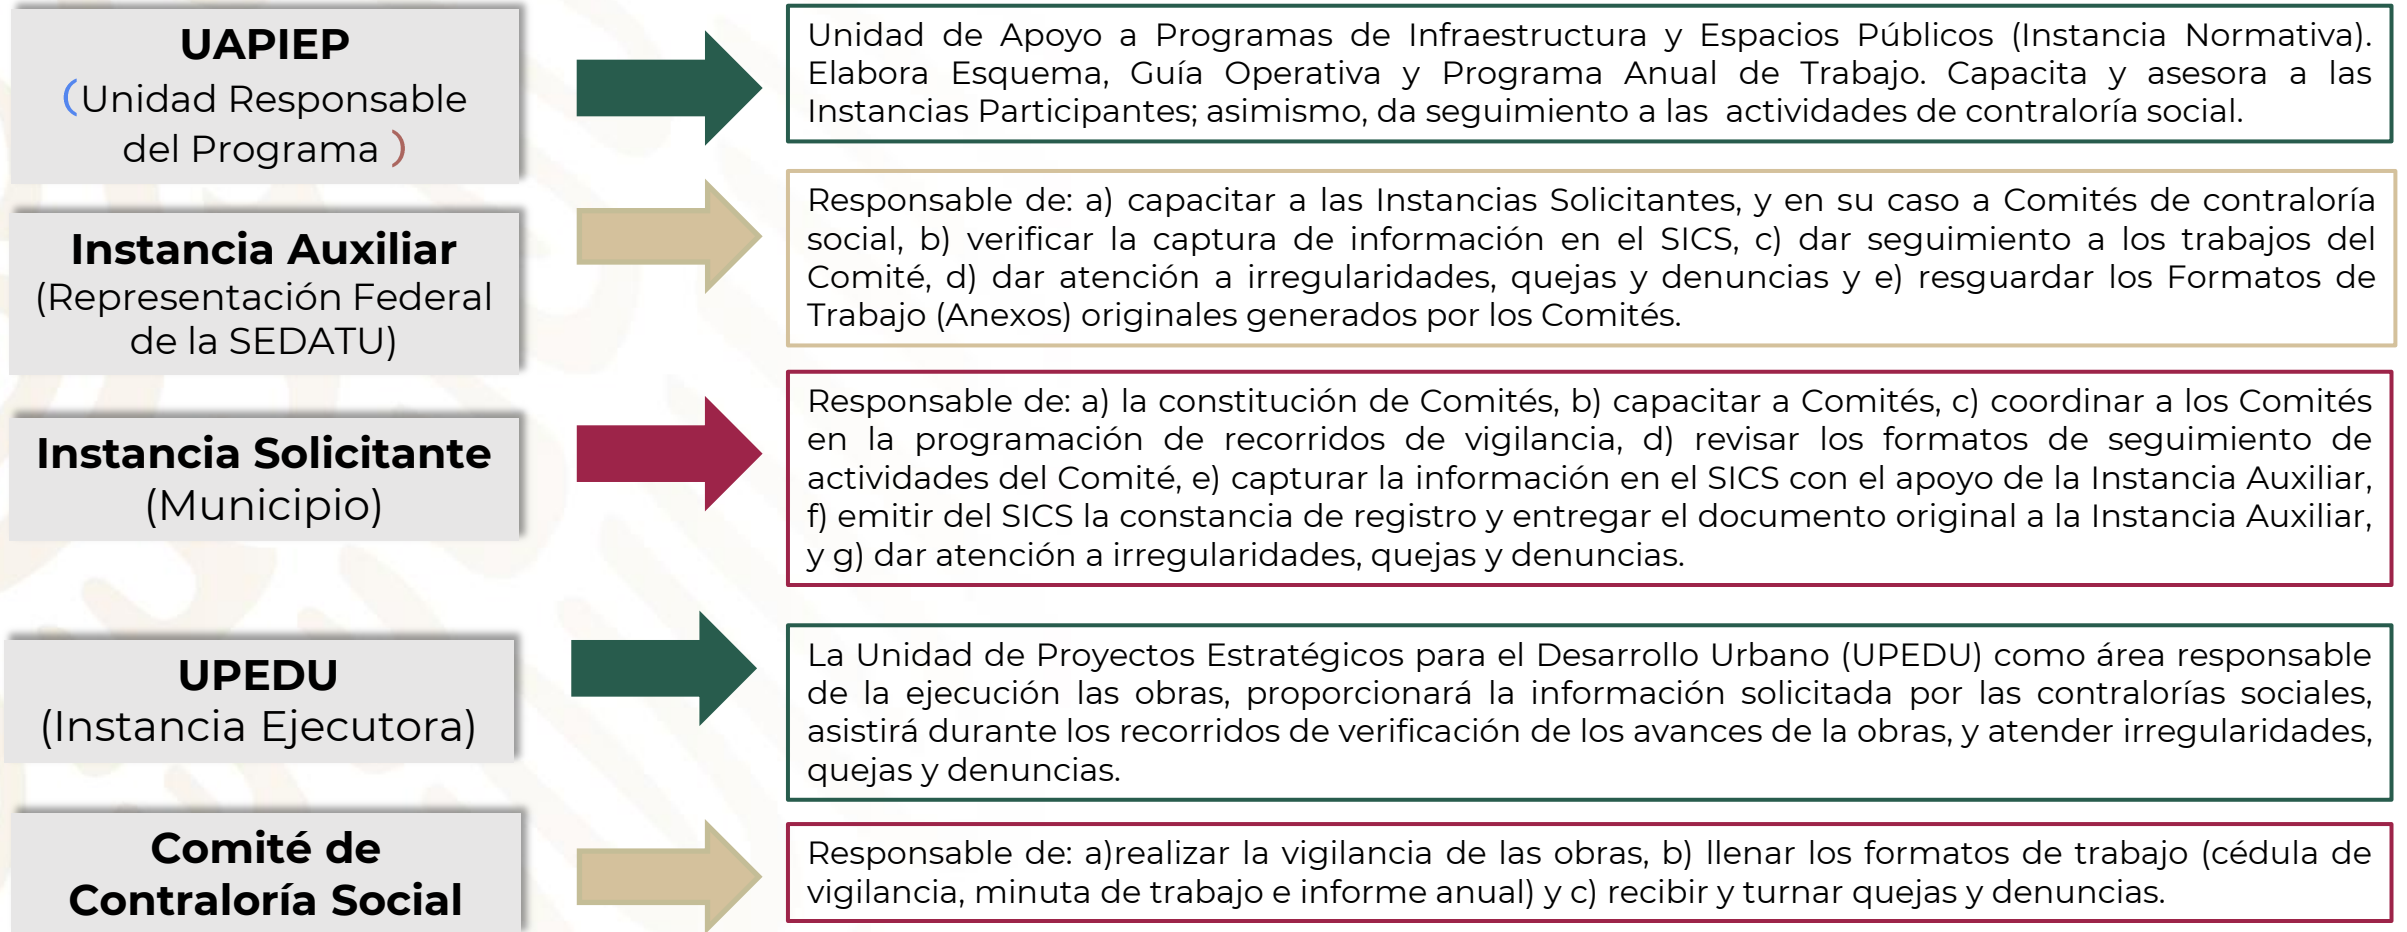 UAPIEP
(Unidad Responsable
del Programa )
Unidad de Apoyo a Programas de Infraestructura y Espacios Públicos (Instancia Normativa).
Elabora Esquema, Guía Operativa y Programa Anual de Trabajo. Capacita y asesora a las
Instancias Participantes; asimismo, da seguimiento a las actividades de contraloría social.
Instancia Auxiliar
(Representación Federal
de la SEDATU)
Responsable de: a) capacitar a las Instancias Solicitantes, y en su caso a Comités de contraloría
social, b) verificar la captura de información en el SICS, c) dar seguimiento a los trabajos del
Comité, d) dar atención a irregularidades, quejas y denuncias y e) resguardar los Formatos de
Trabajo (Anexos) originales generados por los Comités.
Instancia Solicitante
(Municipio)
Responsable de: a) la constitución de Comités, b) capacitar a Comités, c) coordinar a los Comités
en la programación de recorridos de vigilancia, d) revisar los formatos de seguimiento de
actividades del Comité, e) capturar la información en el SICS con el apoyo de la Instancia Auxiliar,
f) emitir del SICS la constancia de registro y entregar el documento original a la Instancia Auxiliar,
y g) dar atención a irregularidades, quejas y denuncias.
UPEDU
(Instancia Ejecutora)
La Unidad de Proyectos Estratégicos para el Desarrollo Urbano (UPEDU) como área responsable
de la ejecución las obras, proporcionará la información solicitada por las contralorías sociales,
asistirá durante los recorridos de verificación de los avances de la obras, y atender irregularidades,
quejas y denuncias.
Comité de
Contraloría Social
Responsable de: a)realizar la vigilancia de las obras, b) llenar los formatos de trabajo (cédula de
vigilancia, minuta de trabajo e informe anual) y c) recibir y turnar quejas y denuncias.